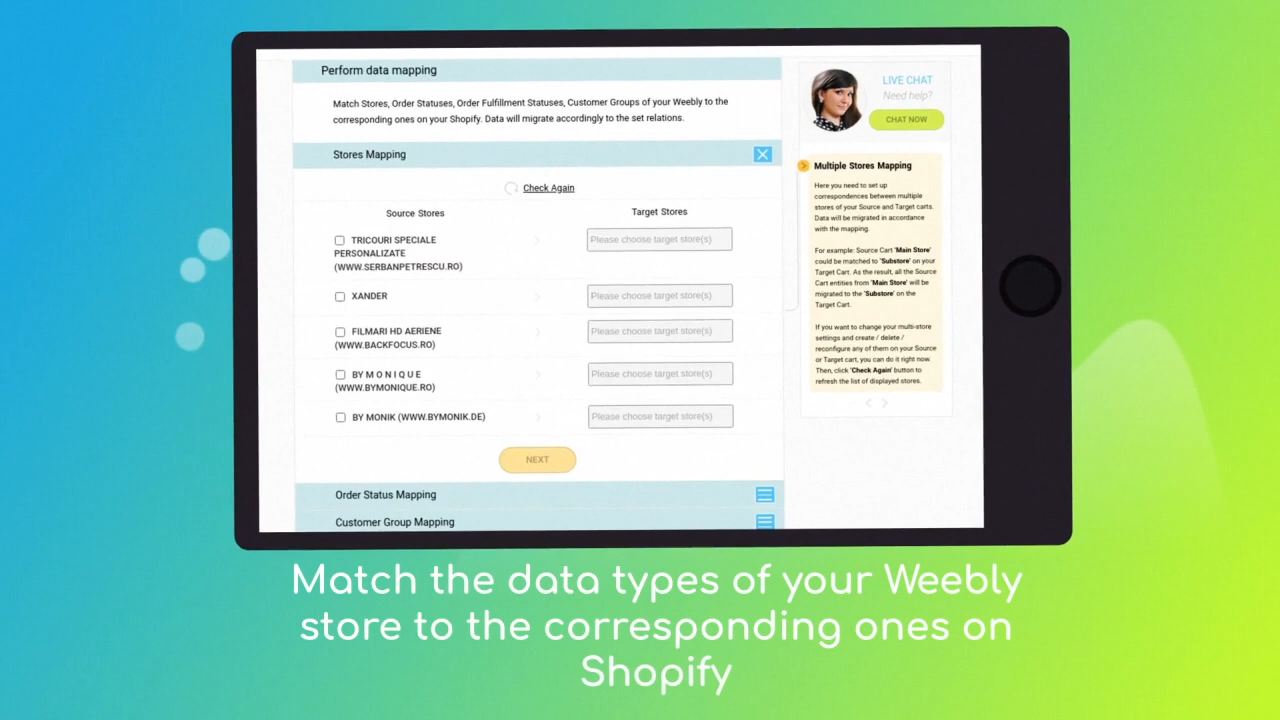 Perform data mapping
Match Stores, Order Statuses, Order Fulfillment Statuses, Customer Groups of your Weebly to the
corresponding ones on your Shopify. Data will migrate accordingly to the set relations.
Stores Mapping
Check Again
Source Stores
Target Stores
TRICOURI SPECIALE
PERSONALIZATE
(WWW.SERBANPETRESCU.RO)
Please choose target store(s)
XANDER
Please choose target store(s)
FILMARI HD AERIENE
(WWW.BACKFOCUS.RO)
Please choose target store(s)
BY M O N I Q U E
(WWW.BYMONIQUE.RO)
Please choose target store(s)
BY MONIK (WWW.BYMONIK.DE)
Please choose target store(s)
NEXT
Order Status Mapping
Customer Group Mapping
LIVE CHAT
Need help?
CHAT NOW
Multiple Stores Mapping
Here you need to set up
correspondences between multiple
stores of your Source and Target carts.
Data will be migrated in accordance
with the mapping.
For example: Source Cart 'Main Store'
could be matched to 'Substore' on your
Target Cart. As the result, all the Source
Cart entities from 'Main Store' will be
migrated to the 'Substore' on the
Target Cart.
If you want to change your multi-store
settings and create / delete /
reconfigure any of them on your Source
or Target cart, you can do it right now.
Then, click 'Check Again' button to
refresh the list of displayed stores.
Match the data types of your Weebly
store to the corresponding ones on
Shopify